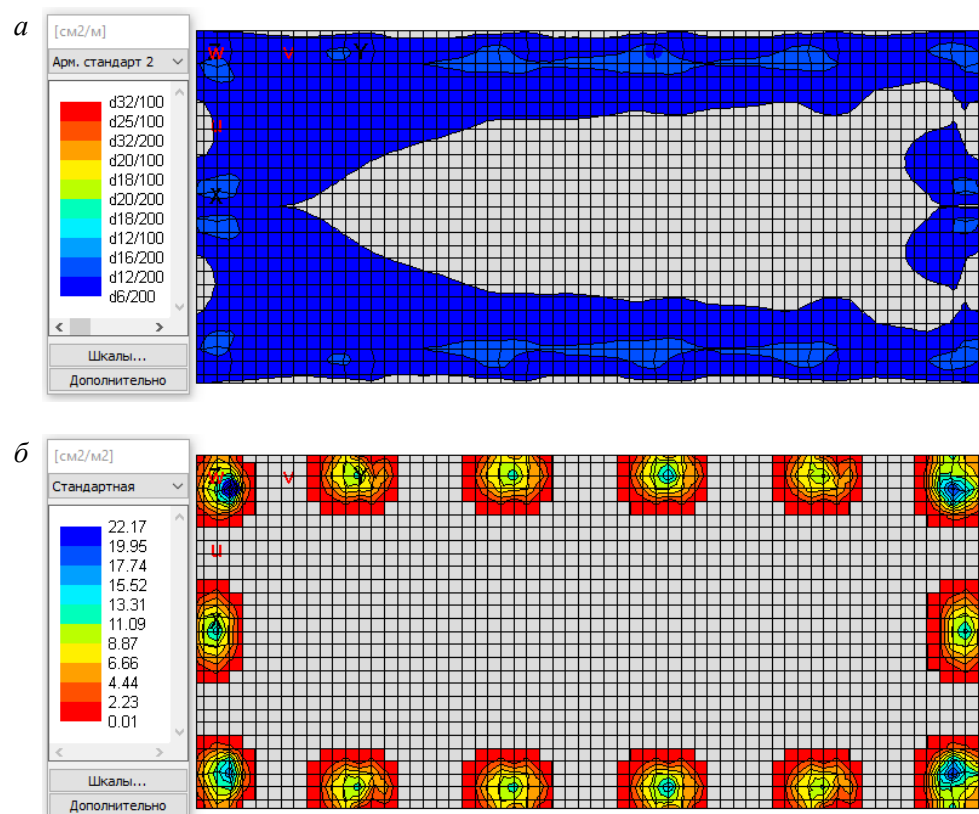 а
[см2/м]
Арм. стандарт 2
d32/100
d25/100
d32/200
d20/100
d18/100
d20/200
d18/200
d12/100
d16/200
d12/200
d6/200
Шкалы...
Дополнительно
w v Y
u
X
б
[см2/м2]
Стандартная
22.17
19.95
17.74
15.52
13.31
11.09
8.87
6.66
4.44
2.23
0.01
Шкалы...
Дополнительно
v Y
u
X